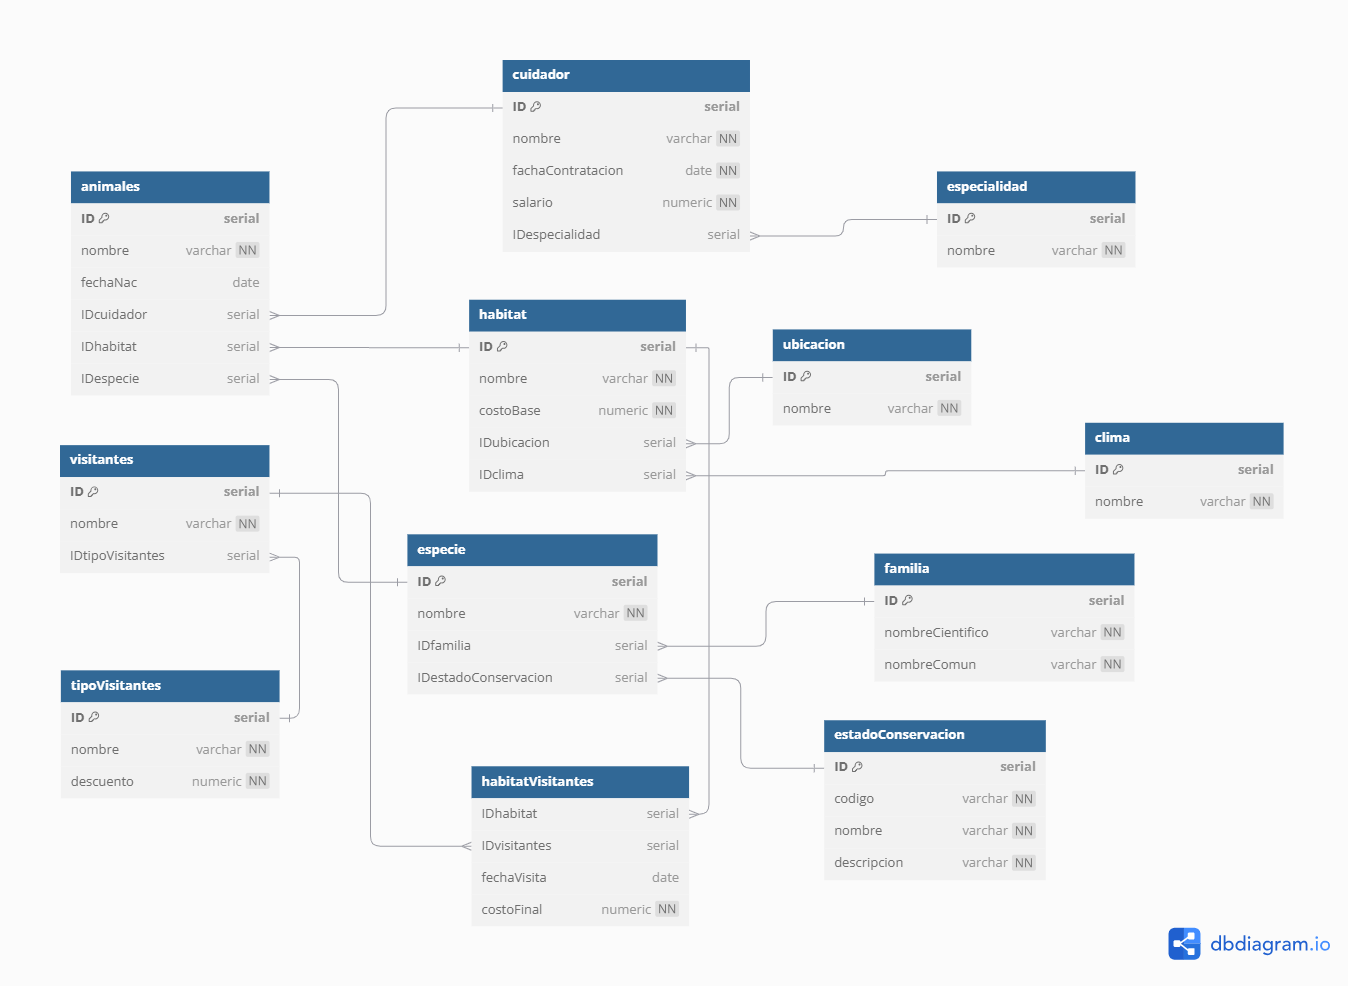 cuidador
ID serial
nombre varchar NN
fachaContratacion date NN
salario numeric NN
IDespecialidad serial
animales
ID serial
nombre varchar NN
fechaNac date
IDcuidador serial
IDhabitat serial
IDespecie serial
especialidad
ID serial
nombre varchar NN
habitat
ID serial
nombre varchar NN
costoBase numeric NN
IDubicacion serial
IDclima serial
ubicacion
ID serial
nombre varchar NN
clima
ID serial
nombre varchar NN
visitantes
ID serial
nombre varchar NN
IDtipoVisitantes serial
especie
ID serial
nombre varchar NN
IDfamilia serial
IDestadoConservacion serial
familia
ID serial
nombreCientifico varchar NN
nombreComun varchar NN
tipoVisitantes
ID serial
nombre varchar NN
descuento numeric NN
estadoConservacion
ID serial
codigo varchar NN
nombre varchar NN
descripcion varchar NN
habitatVisitantes
IDhabitat serial
IDvisitantes serial
fechaVisita date
costoFinal numeric NN
dbdiagram.io